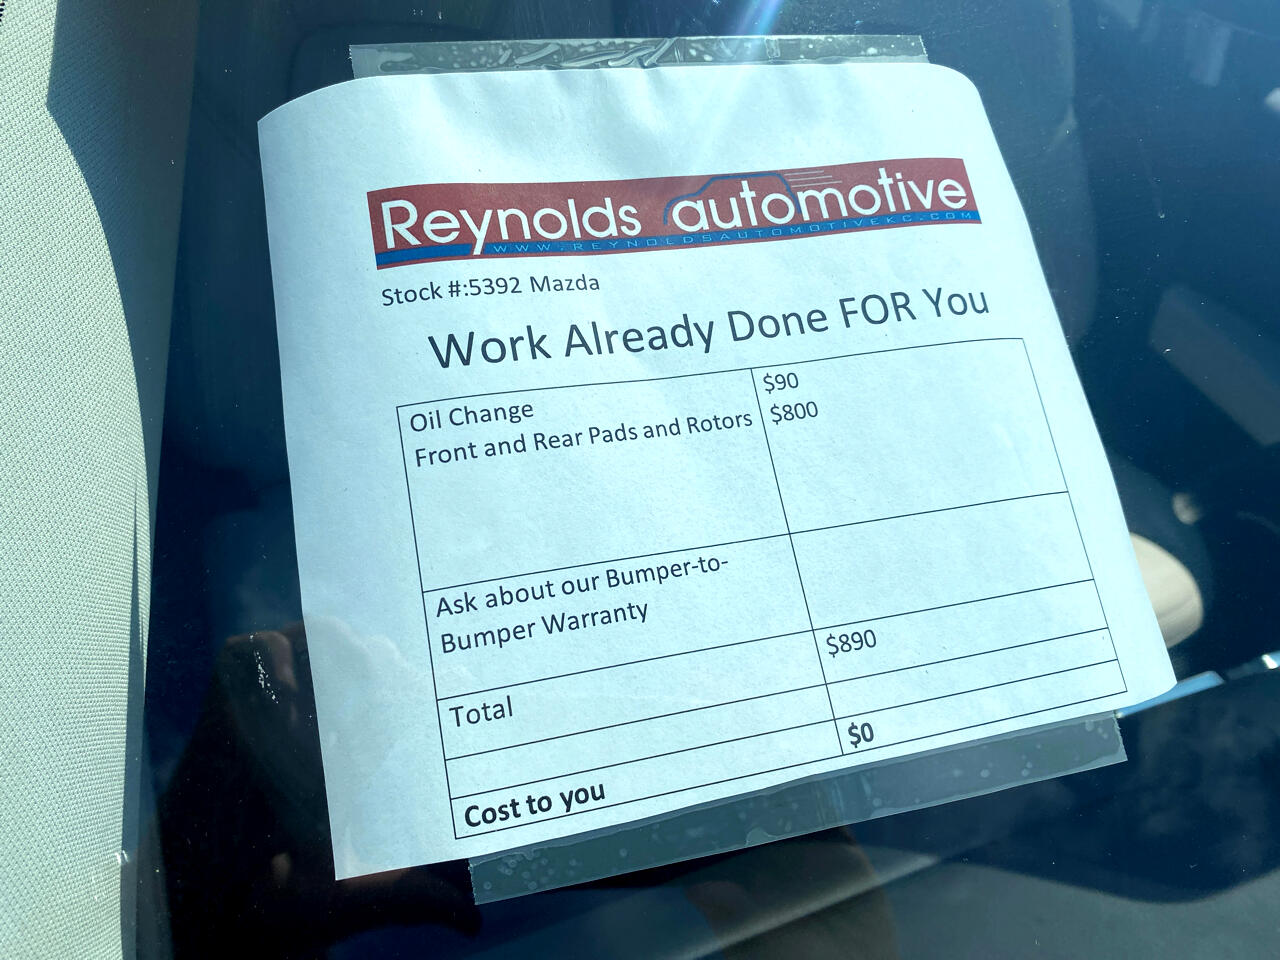 Reynolds automotive
WWW.REYNOLDSAUTOMOTIVEKC.COM
Stock #:5392 Mazda
Work Already Done FOR You
Oil Change $90
Front and Rear Pads and Rotors $800
Ask about our Bumper-to-
Bumper Warranty
Total $890
Cost to you $0